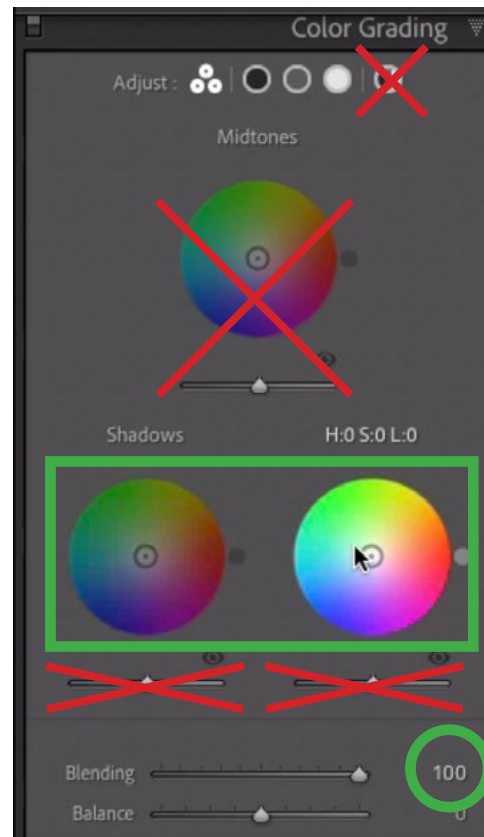 Color Grading
Adjust :
Midtones
Shadows H:0 S:0 L:0
Blending 100
Balance 0